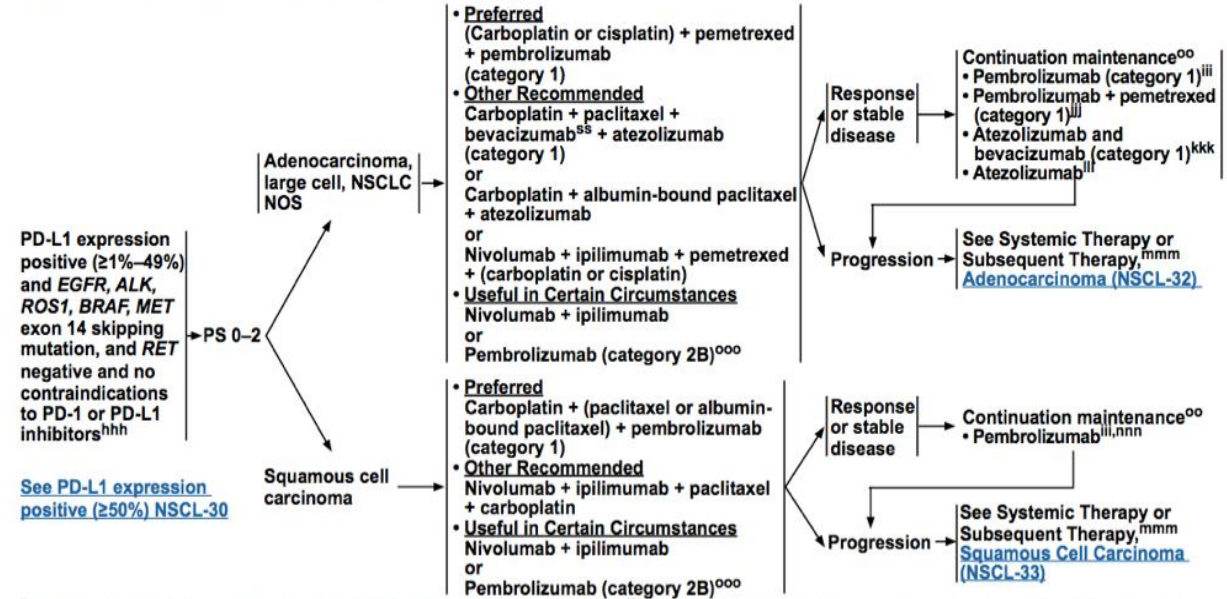 PD-L1 expression
positive (≥1%–49%)
and EGFR, ALK,
ROS1, BRAF, MET
exon 14 skipping
mutation, and RET
negative and no
contraindications
to PD-1 or PD-L1
inhibitorshhh
See PD-L1 expression
positive (≥50%) NSCL-30
PS 0–2
Adenocarcinoma,
large cell, NSCLC
NOS
• Preferred
(Carboplatin or cisplatin) + pemetrexed
+ pembrolizumab
(category 1)
• Other Recommended
Carboplatin + paclitaxel +
bevacizumabss + atezolizumab
(category 1)
or
Carboplatin + albumin-bound paclitaxel
+ atezolizumab
or
Nivolumab + ipilimumab + pemetrexed
+ (carboplatin or cisplatin)
• Useful in Certain Circumstances
Nivolumab + ipilimumab
or
Pembrolizumab (category 2B)ooo
Response
or stable
disease
Continuation maintenanceoo
• Pembrolizumab (category 1)iii
• Pembrolizumab + pemetrexed
(category 1)jjj
• Atezolizumab and
bevacizumab (category 1)kkk
• Atezolizumablll
Progression
See Systemic Therapy or
Subsequent Therapy,mmm
Adenocarcinoma (NSCL-32)
Squamous cell
carcinoma
• Preferred
Carboplatin + (paclitaxel or albumin-
bound paclitaxel) + pembrolizumab
(category 1)
• Other Recommended
Nivolumab + ipilimumab + paclitaxel
+ carboplatin
• Useful in Certain Circumstances
Nivolumab + ipilimumab
or
Pembrolizumab (category 2B)ooo
Response
or stable
disease
Continuation maintenanceoo
• Pembrolizumabiii,nnn
Progression
See Systemic Therapy or
Subsequent Therapy,mmm
Squamous Cell Carcinoma
(NSCL-33)